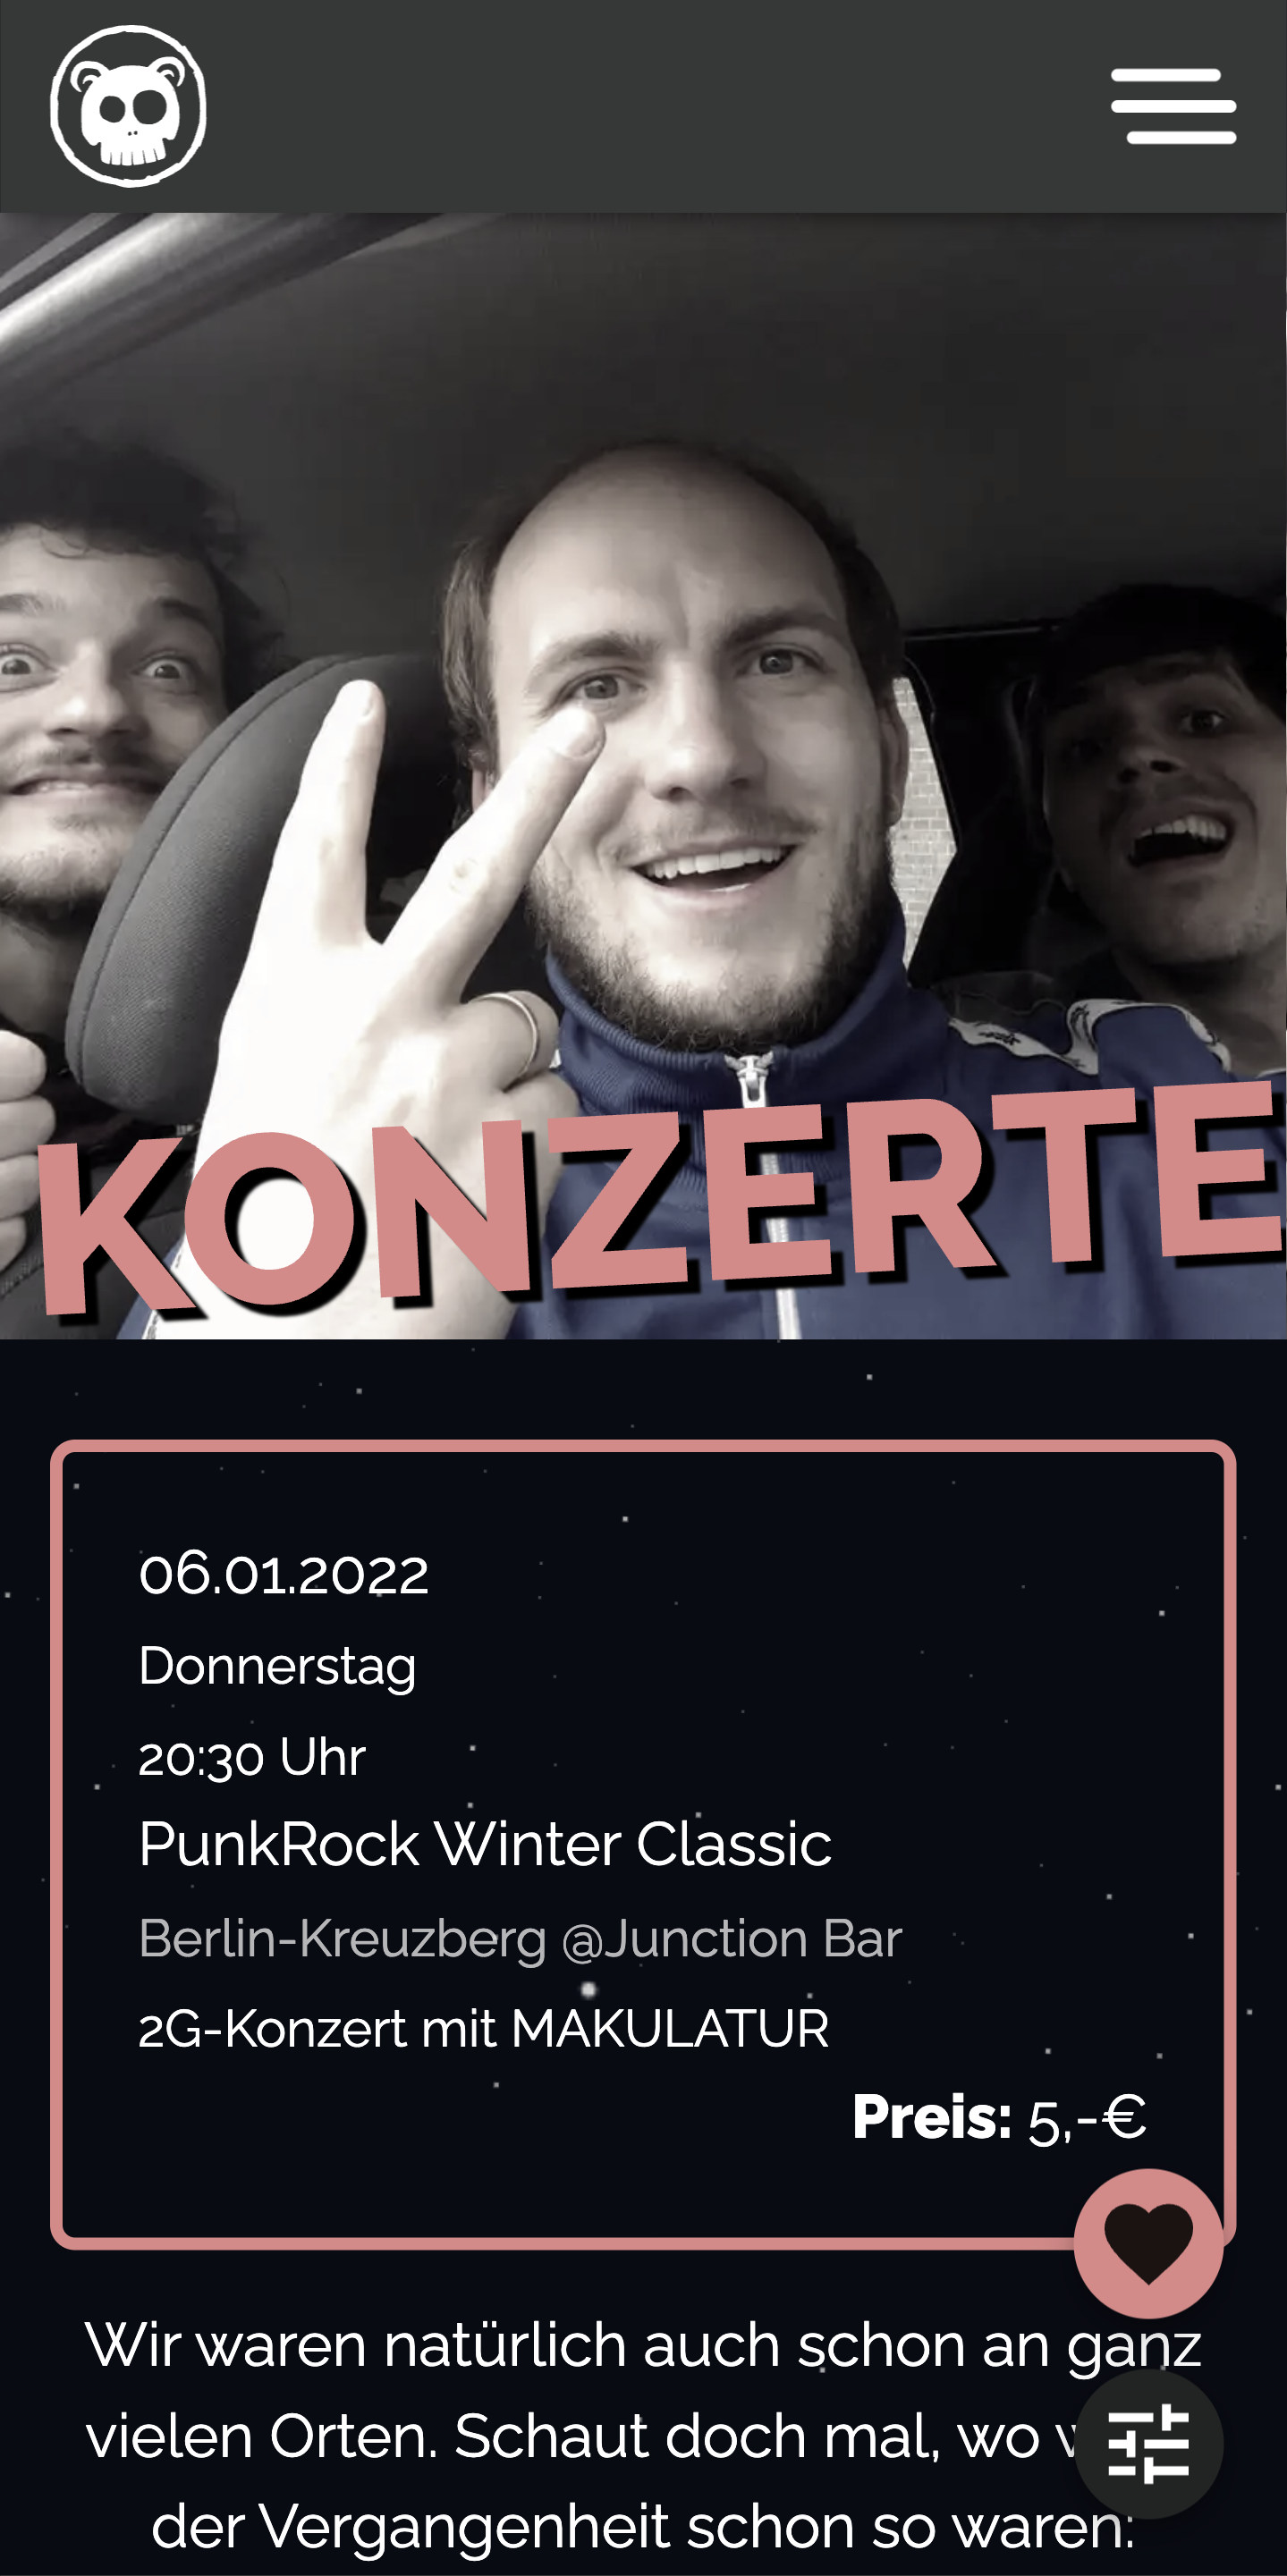 KONZERTE
06.01.2022
Donnerstag
20:30 Uhr
PunkRock Winter Classic
Berlin-Kreuzberg @Junction Bar
2G-Konzert mit MAKULATUR
Preis: 5,-€
Wir waren natürlich auch schon an ganz
vielen Orten. Schaut doch mal, wo
der Vergangenheit schon so waren: